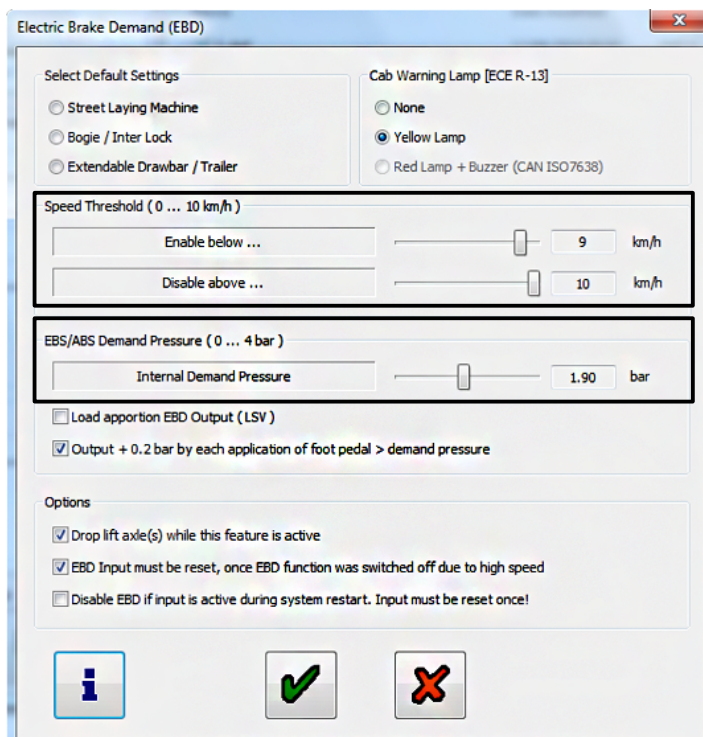 Electric Brake Demand (EBD)
Select Default Settings
Street Laying Machine
Bogie / Inter Lock
Extendable Drawbar / Trailer
Cab Warning Lamp [ECE R-13]
None
Yellow Lamp
Red Lamp + Buzzer (CAN ISO7638)
Speed Threshold ( 0 ... 10 km/h )
Enable below ... 9 km/h
Disable above ... 10 km/h
EBS/ABS Demand Pressure ( 0 ... 4 bar )
Internal Demand Pressure 1.90 bar
Load apportion EBD Output ( LSV )
Output + 0.2 bar by each application of foot pedal > demand pressure
Options
Drop lift axle(s) while this feature is active
EBD Input must be reset, once EBD function was switched off due to high speed
Disable EBD if input is active during system restart. Input must be reset once!